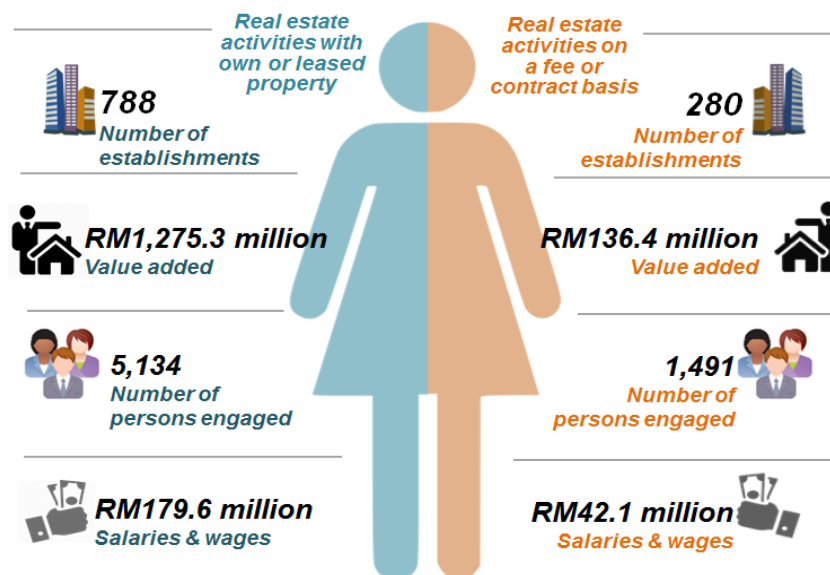 Real estate
activities with
own or leased
property
788
Number of
establishments
RM1,275.3 million
Value added
5,134
Number of
persons engaged
RM179.6 million
Salaries & wages
Real estate
activities on
a fee or
contract basis
280
Number of
establishments
RM136.4 million
Value added
1,491
Number of
persons engaged
RM42.1 million
Salaries & wages